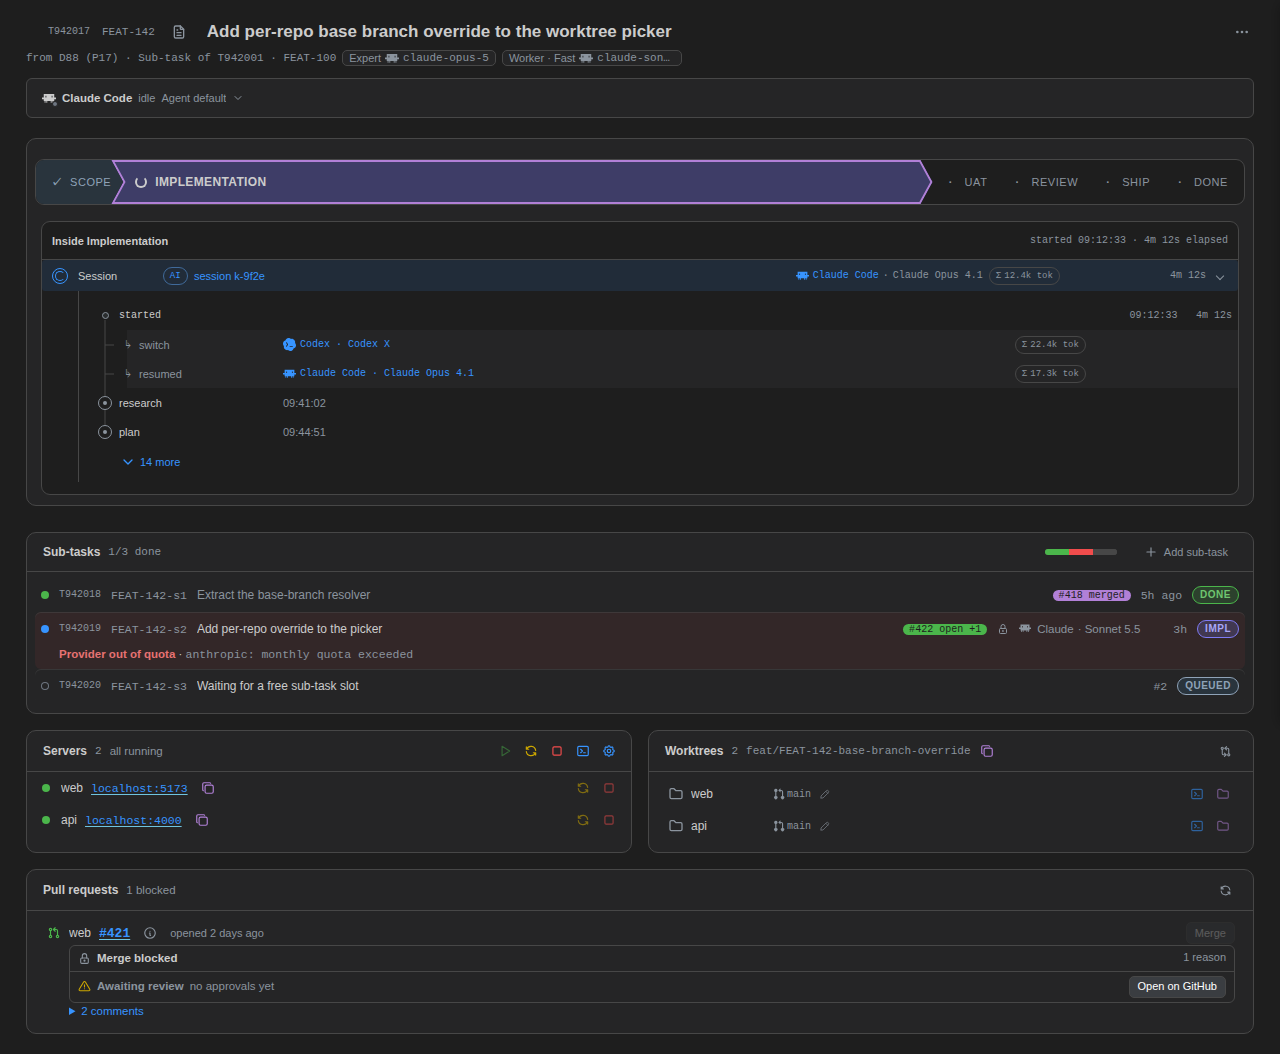 T942017 FEAT-142 Add per-repo base branch override to the worktree picker
from D88 (P17) · Sub-task of T942001 · FEAT-100 Expert claude-opus-5 Worker · Fast claude-son…
Claude Code idle Agent default
SCOPE IMPLEMENTATION · UAT · REVIEW · SHIP · DONE
Inside Implementation started 09:12:33 · 4m 12s elapsed
Session AI session k-9f2e Claude Code · Claude Opus 4.1 Σ 12.4k tok 4m 12s
started 09:12:33 4m 12s
↳ switch Codex · Codex X Σ 22.4k tok
↳ resumed Claude Code · Claude Opus 4.1 Σ 17.3k tok
research 09:41:02
plan 09:44:51
14 more
Sub-tasks 1/3 done Add sub-task
T942018 FEAT-142-s1 Extract the base-branch resolver #418 merged 5h ago DONE
T942019 FEAT-142-s2 Add per-repo override to the picker #422 open +1 Claude · Sonnet 5.5 3h IMPL
Provider out of quota · anthropic: monthly quota exceeded
T942020 FEAT-142-s3 Waiting for a free sub-task slot #2 QUEUED
Servers 2 all running
web localhost:5173
api localhost:4000
Worktrees 2 feat/FEAT-142-base-branch-override
web main
api main
Pull requests 1 blocked
web #421 opened 2 days ago Merge
Merge blocked 1 reason
Awaiting review no approvals yet Open on GitHub
2 comments